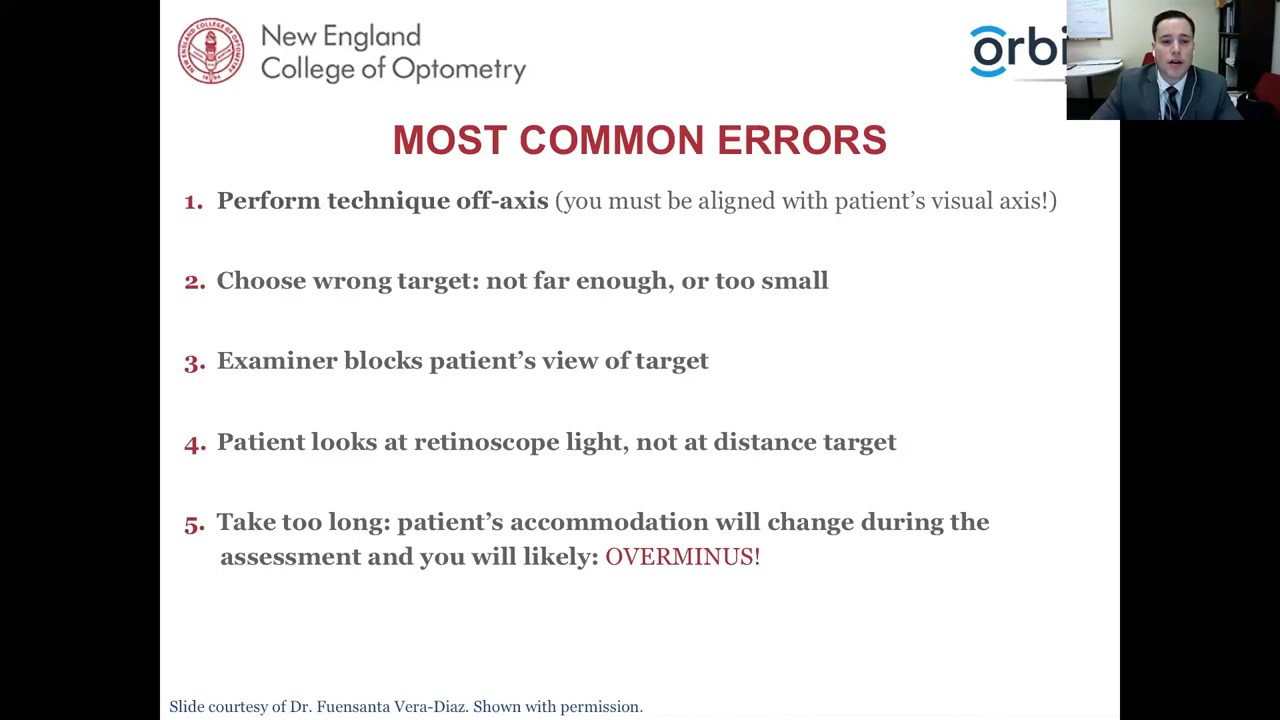 New England
College of Optometry
MOST COMMON ERRORS
1. Perform technique off-axis (you must be aligned with patient’s visual axis!)
2. Choose wrong target: not far enough, or too small
3. Examiner blocks patient’s view of target
4. Patient looks at retinoscope light, not at distance target
5. Take too long: patient’s accommodation will change during the
assessment and you will likely: OVERMINUS!
Slide courtesy of Dr. Fuensanta Vera-Diaz. Shown with permission.